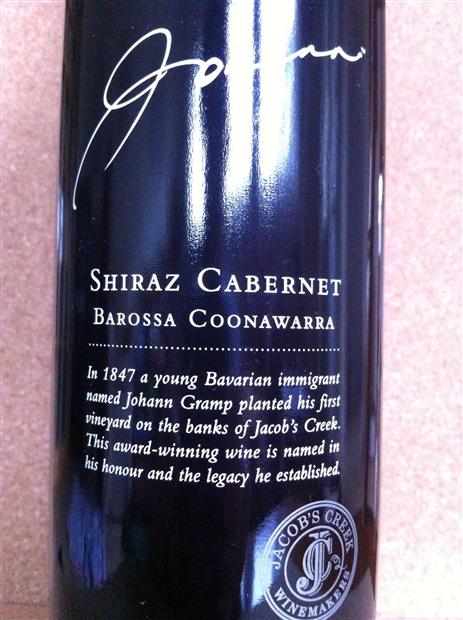 Johann
SHIRAZ CABERNET
BAROSSA COONAWARRA
In 1847 a young Bavarian immigrant
named Johann Gramp planted his first
vineyard on the banks of Jacob's Creek.
This award-winning wine is named in
his honour and the legacy he established.
JACOB'S CREEK
JC
WINEMAKERS